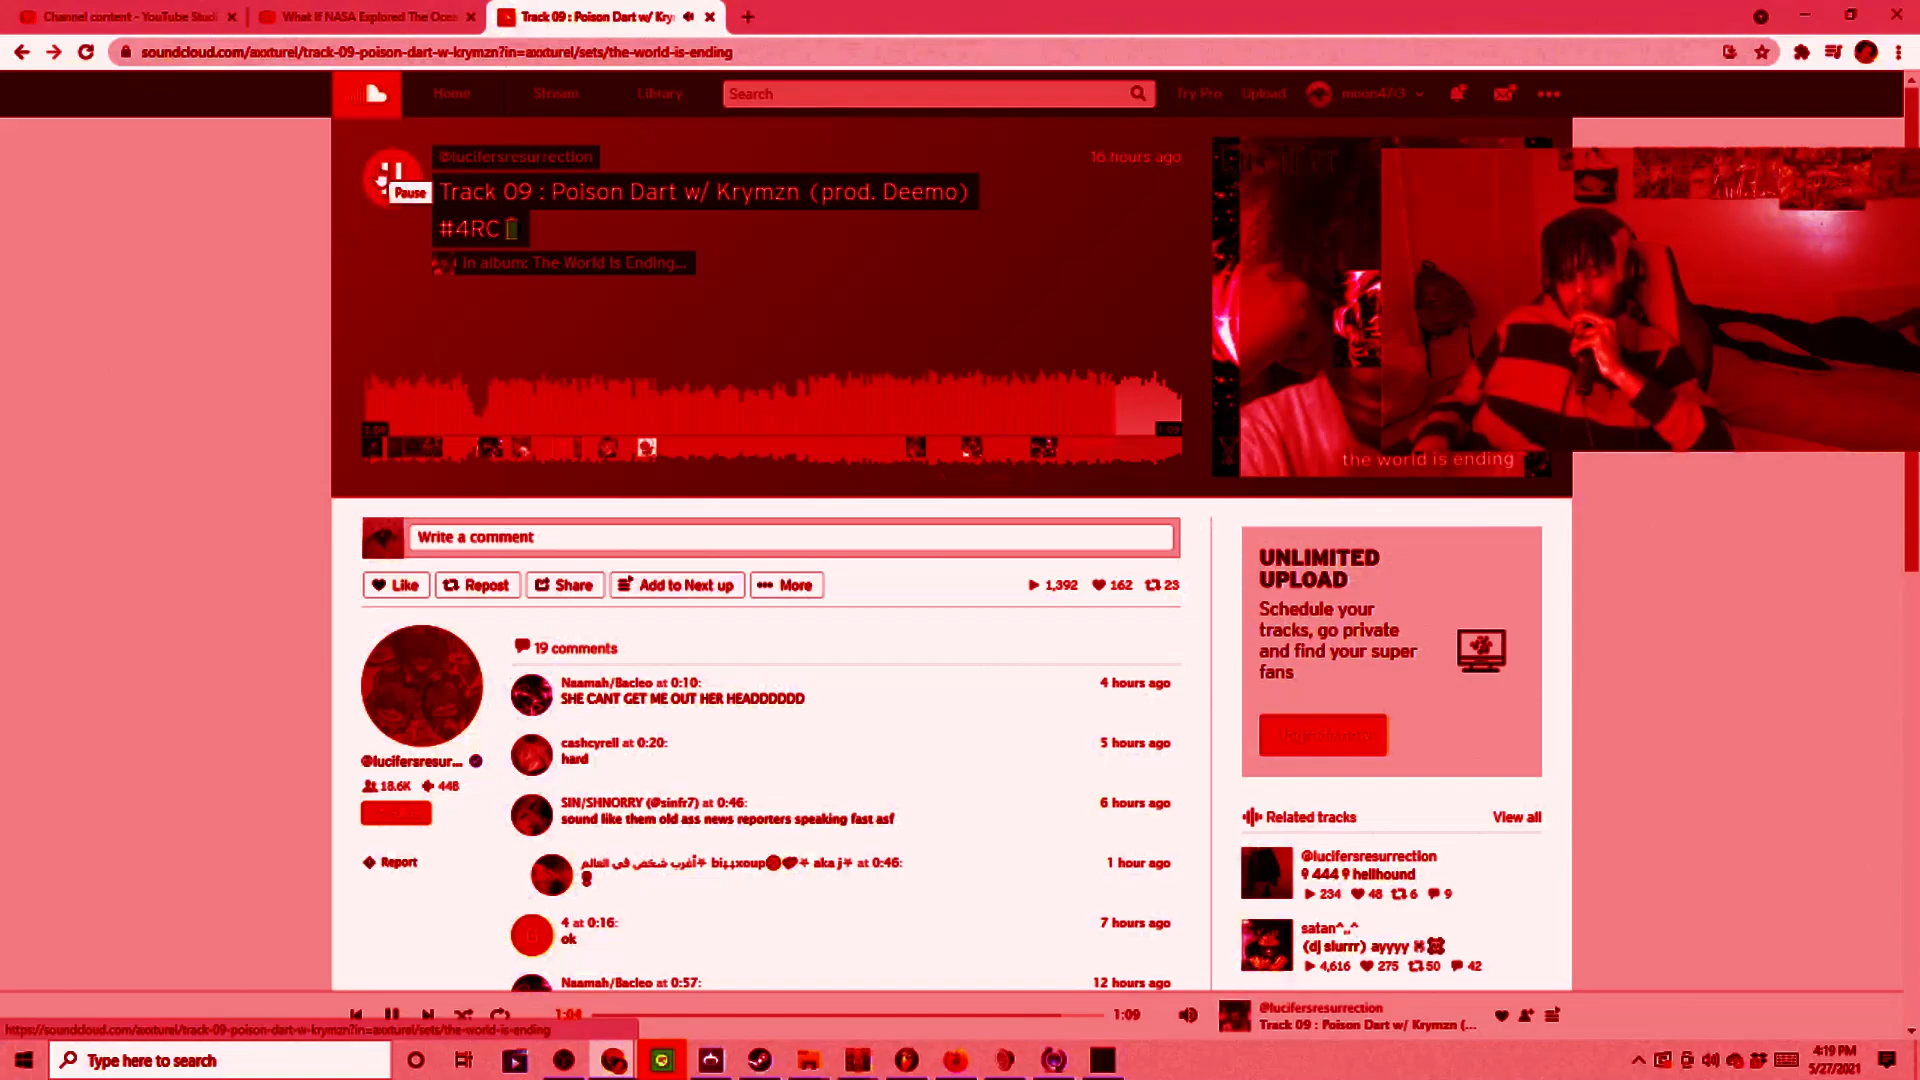 Channel content - YouTube Studi
What If NASA Explored The Ocea
Track 09 : Poison Dart w/ Kry
soundcloud.com/axxturel/track-09-poison-dart-w-krymzn?in=axxturel/sets/the-world-is-ending
Home
Stream
Library
Search
Try Pro
Upload
moon47<3
@lucifersresurrection
16 hours ago
Pause
Track 09 : Poison Dart w/ Krymzn (prod. Deemo)
#4RC
In album: The World Is Ending...
1:09
the world is ending
Write a comment
Like
Repost
Share
Add to Next up
More
1,392
162
23
19 comments
Naamah/Bacleo at 0:10:
4 hours ago
SHE CANT GET ME OUT HER HEADDDDDD
cashcyrell at 0:20:
5 hours ago
hard
SIN/SHNORRY (@sinfr7) at 0:46:
6 hours ago
sound like them old ass news reporters speaking fast asf
أغرب شخص في العالم
aka j
at 0:46:
1 hour ago
4 at 0:16:
7 hours ago
ok
Naamah/Bacleo at 0:57:
12 hours ago
@lucifersresur...
18.6K
448
Report
UNLIMITED
UPLOAD
Schedule your
tracks, go private
and find your super
fans
Related tracks
View all
@lucifersresurrection
444 hellhound
234
48
6
9
satan^,,^
(dj slurrr) ayyyy
4,616
275
50
42
1:04
1:09
@lucifersresurrection
Track 09 : Poison Dart w/ Krymzn (...
https://soundcloud.com/axxturel/track-09-poison-dart-w-krymzn?in=axxturel/sets/the-world-is-ending
Type here to search
4:19 PM
5/27/2021